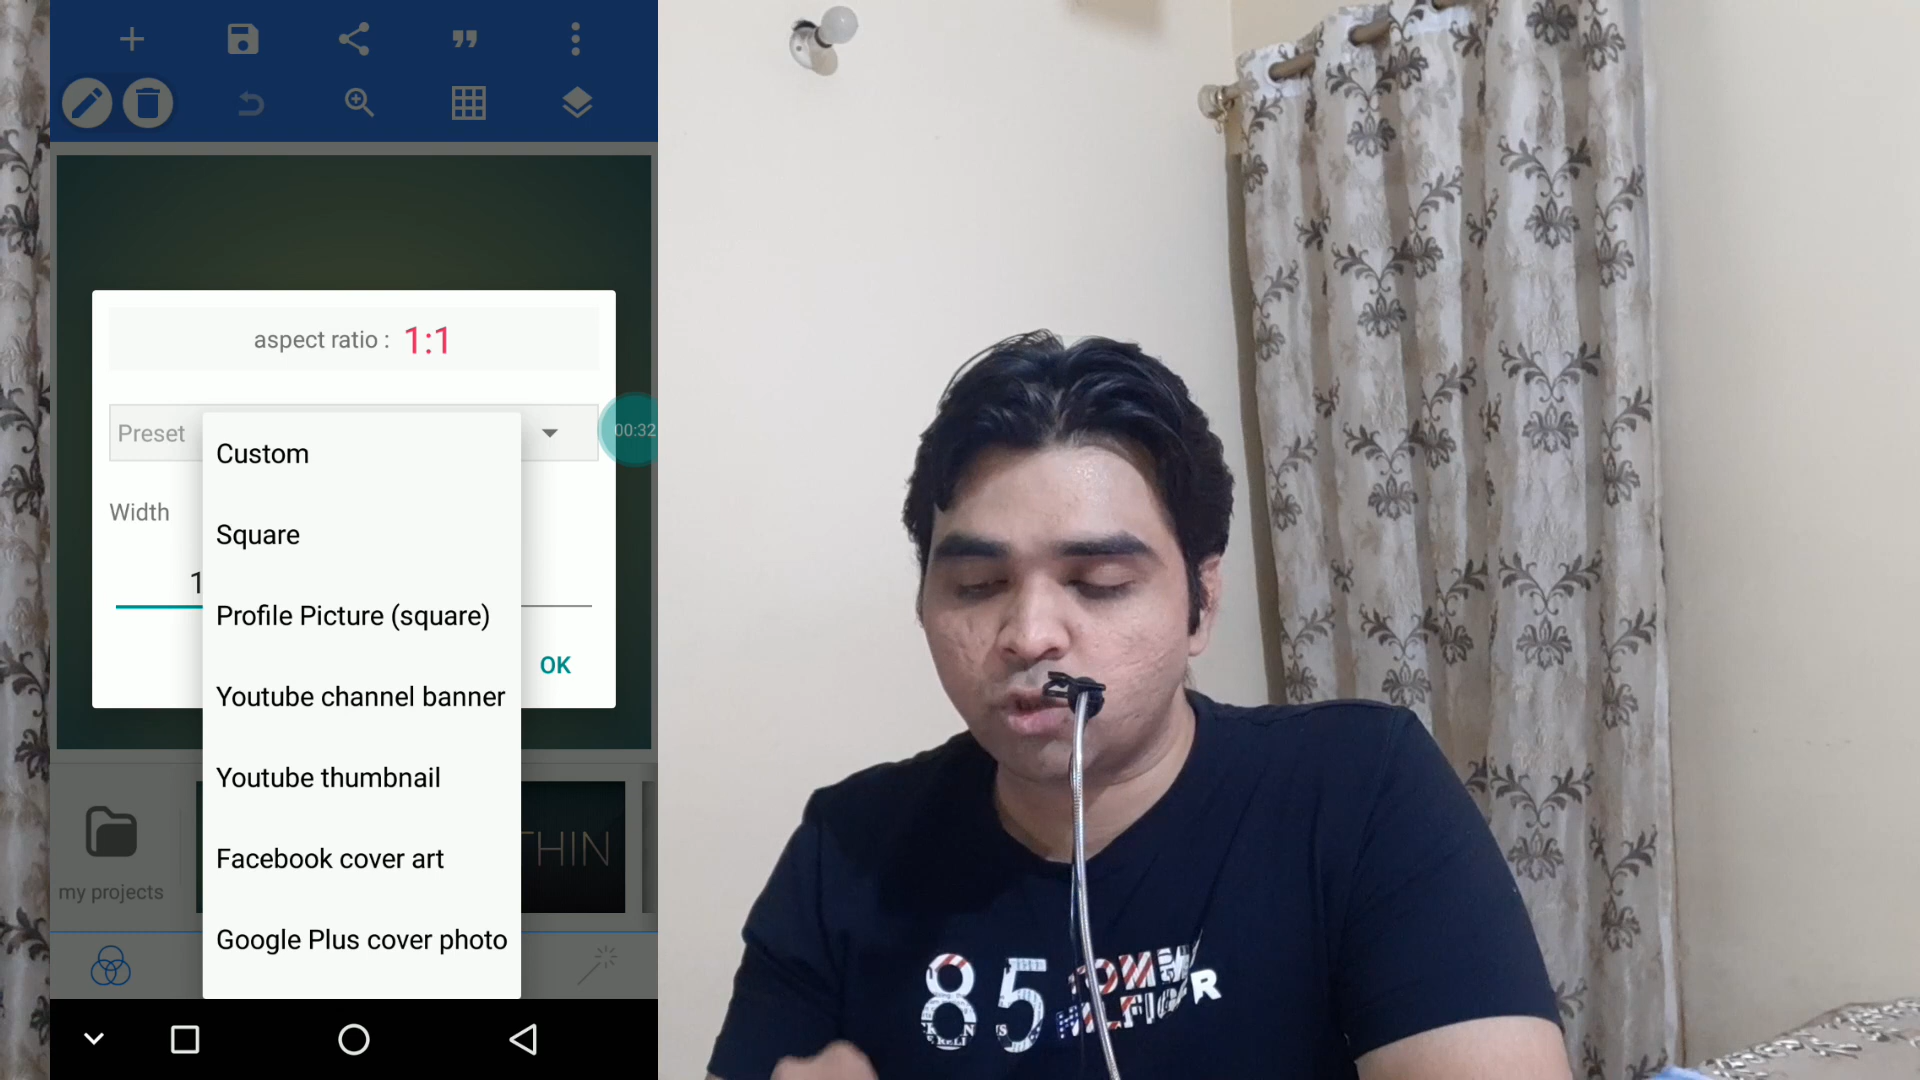 aspect ratio : 1:1
Preset
00:32
Custom
Width
Square
1
Profile Picture (square)
OK
Youtube channel banner
Youtube thumbnail
THIN
Facebook cover art
my projects
Google Plus cover photo
85